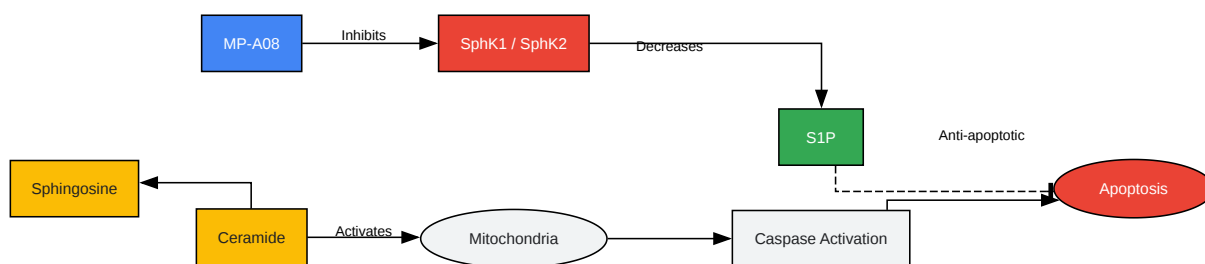 MP-A08
Inhibits
SphK1 / SphK2
Decreases
S1P
Anti-apoptotic
Sphingosine
Apoptosis
Ceramide
Activates
Mitochondria
Caspase Activation